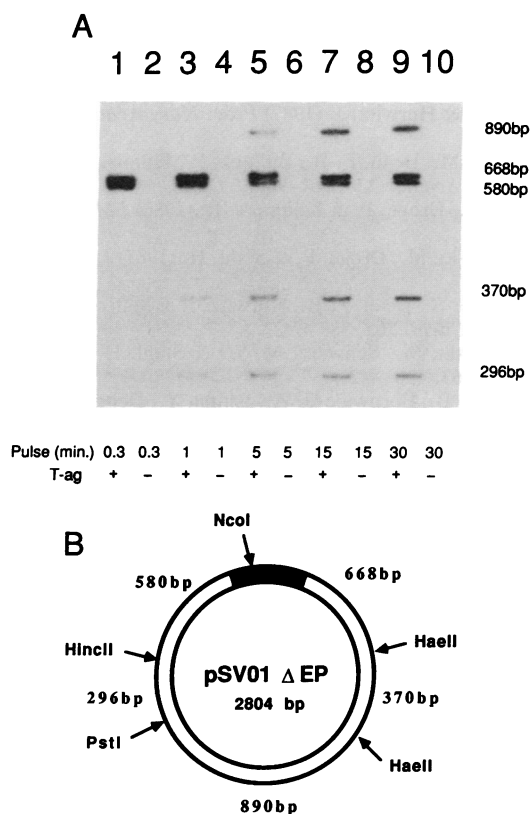 A
1 2 3 4 5 6 7 8 9 10
890bp
668bp
580bp
370bp
296bp
Pulse (min.) 0.3 0.3 1 1 5 5 15 15 30 30
T-ag + − + − + − + − + −
B
NcoI
580bp 668bp
HincII HaeII
pSV01 Δ EP
296bp 2804 bp 370bp
PstI HaeII
890bp